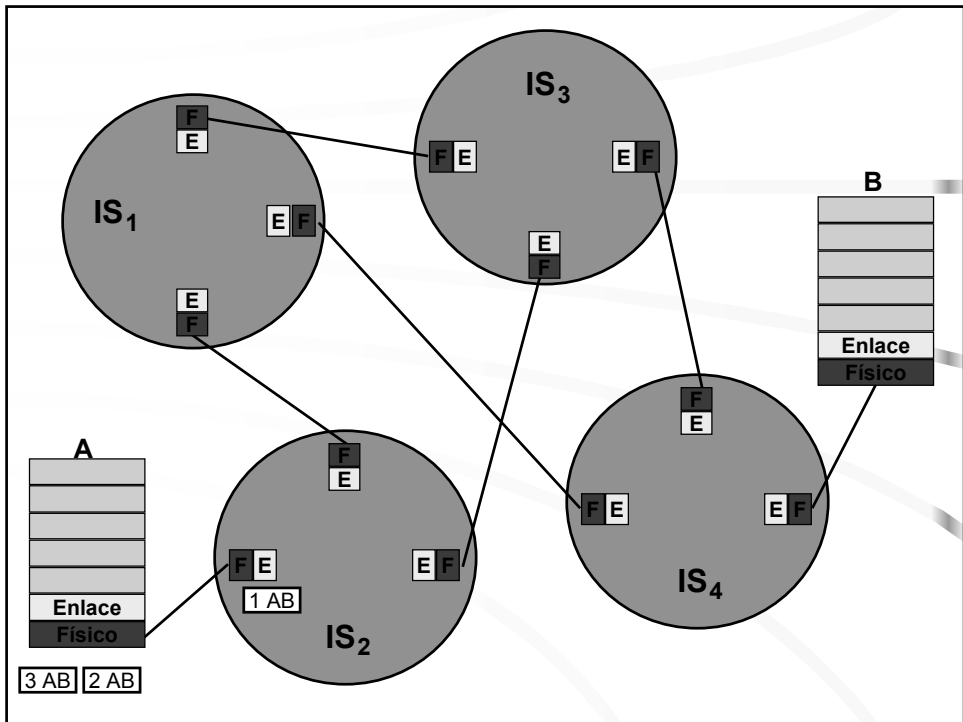 IS3
F
E
F E
E F
B
IS1
E F
E
F
E
F
Enlace
Físico
F
E
A
F
E
F E
E F
F E
E F
IS4
1 AB
Enlace
IS2
Físico
3 AB 2 AB